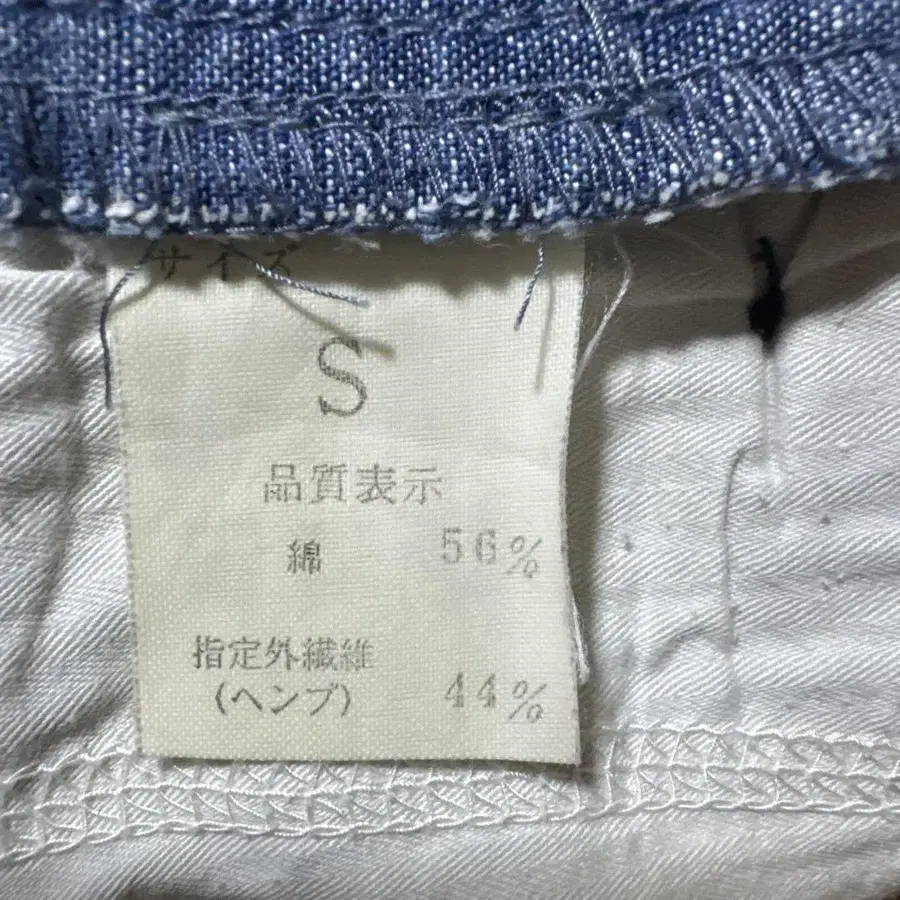 サイズ
S
品質表示
綿 56%
指定外繊維
(ヘンプ) 44%